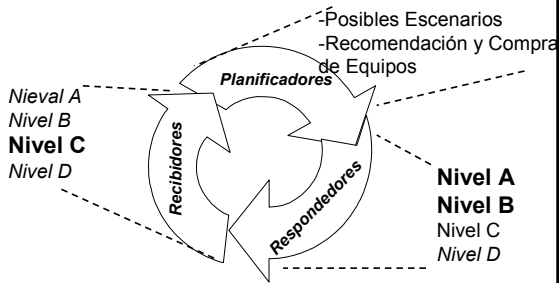 -Posibles Escenarios
-Recomendación y Compra
de Equipos
Planificadores
Nieval A
Nivel B
Nivel C
Nivel D
Recibidores
Respondedores
Nivel A
Nivel B
Nivel C
Nivel D